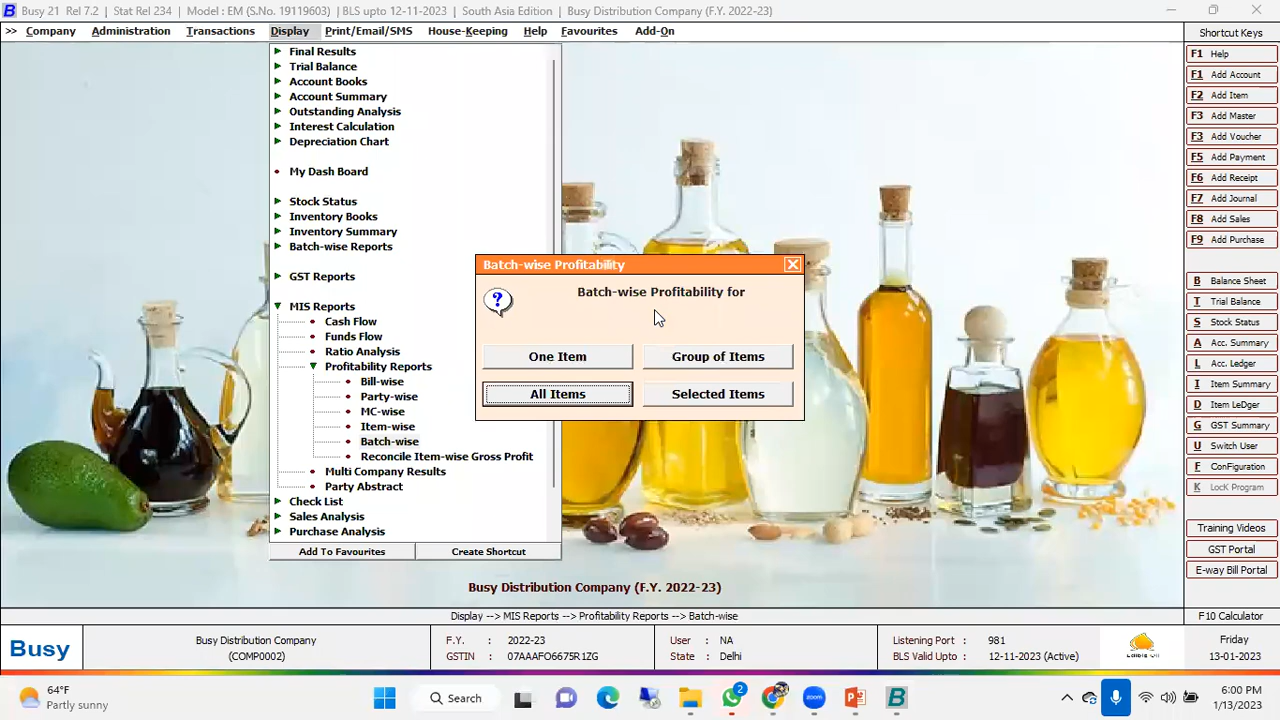 Busy 21 Rel 7.2 | Stat Rel 234 | Model : EM (S.No. 19119603) | BLS upto 12-11-2023 | South Asia Edition | Busy Distribution Company (F.Y. 2022-23)
>> Company Administration Transactions Display Print/Email/SMS House-Keeping Help Favourites Add-On
Final Results
Trial Balance
Account Books
Account Summary
Outstanding Analysis
Interest Calculation
Depreciation Chart
My Dash Board
Stock Status
Inventory Books
Inventory Summary
Batch-wise Reports
GST Reports
MIS Reports
Cash Flow
Funds Flow
Ratio Analysis
Profitability Reports
Bill-wise
Party-wise
MC-wise
Item-wise
Batch-wise
Reconcile Item-wise Gross Profit
Multi Company Results
Party Abstract
Check List
Sales Analysis
Purchase Analysis
Add To Favourites Create Shortcut
Batch-wise Profitability
Batch-wise Profitability for
One Item Group of Items
All Items Selected Items
Shortcut Keys
F1 Help
F1 Add Account
F2 Add Item
F3 Add Master
F3 Add Voucher
F5 Add Payment
F6 Add Receipt
F7 Add Journal
F8 Add Sales
F9 Add Purchase
B Balance Sheet
T Trial Balance
S Stock Status
A Acc. Summary
L Acc. Ledger
I Item Summary
D Item LeDger
G GST Summary
U Switch User
F Configuration
K LocK Program
Training Videos
GST Portal
E-way Bill Portal
Busy Distribution Company (F.Y. 2022-23)
Display --> MIS Reports --> Profitability Reports --> Batch-wise
F10 Calculator
Busy
Busy Distribution Company
(COMP0002)
F.Y. : 2022-23
GSTIN : 07AAAFO6675R1ZG
User : NA
State : Delhi
Listening Port : 981
BLS Valid Upto : 12-11-2023 (Active)
Edible Oil
Friday
13-01-2023
64°F
Partly sunny
Search
2
zoom
6:00 PM
1/13/2023